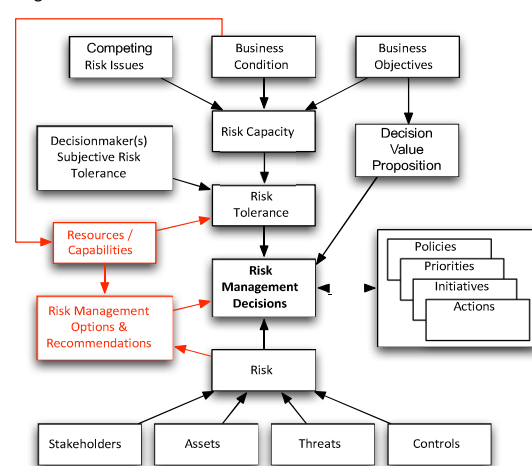 Competing
Risk Issues
Business
Condition
Business
Objectives
Risk Capacity
Decisionmaker(s)
Subjective Risk
Tolerance
Decision
Value
Proposition
Risk
Tolerance
Resources /
Capabilities
Policies
Priorities
Initiatives
Actions
Risk
Management
Decisions
Risk Management
Options &
Recommendations
Risk
Stakeholders
Assets
Threats
Controls